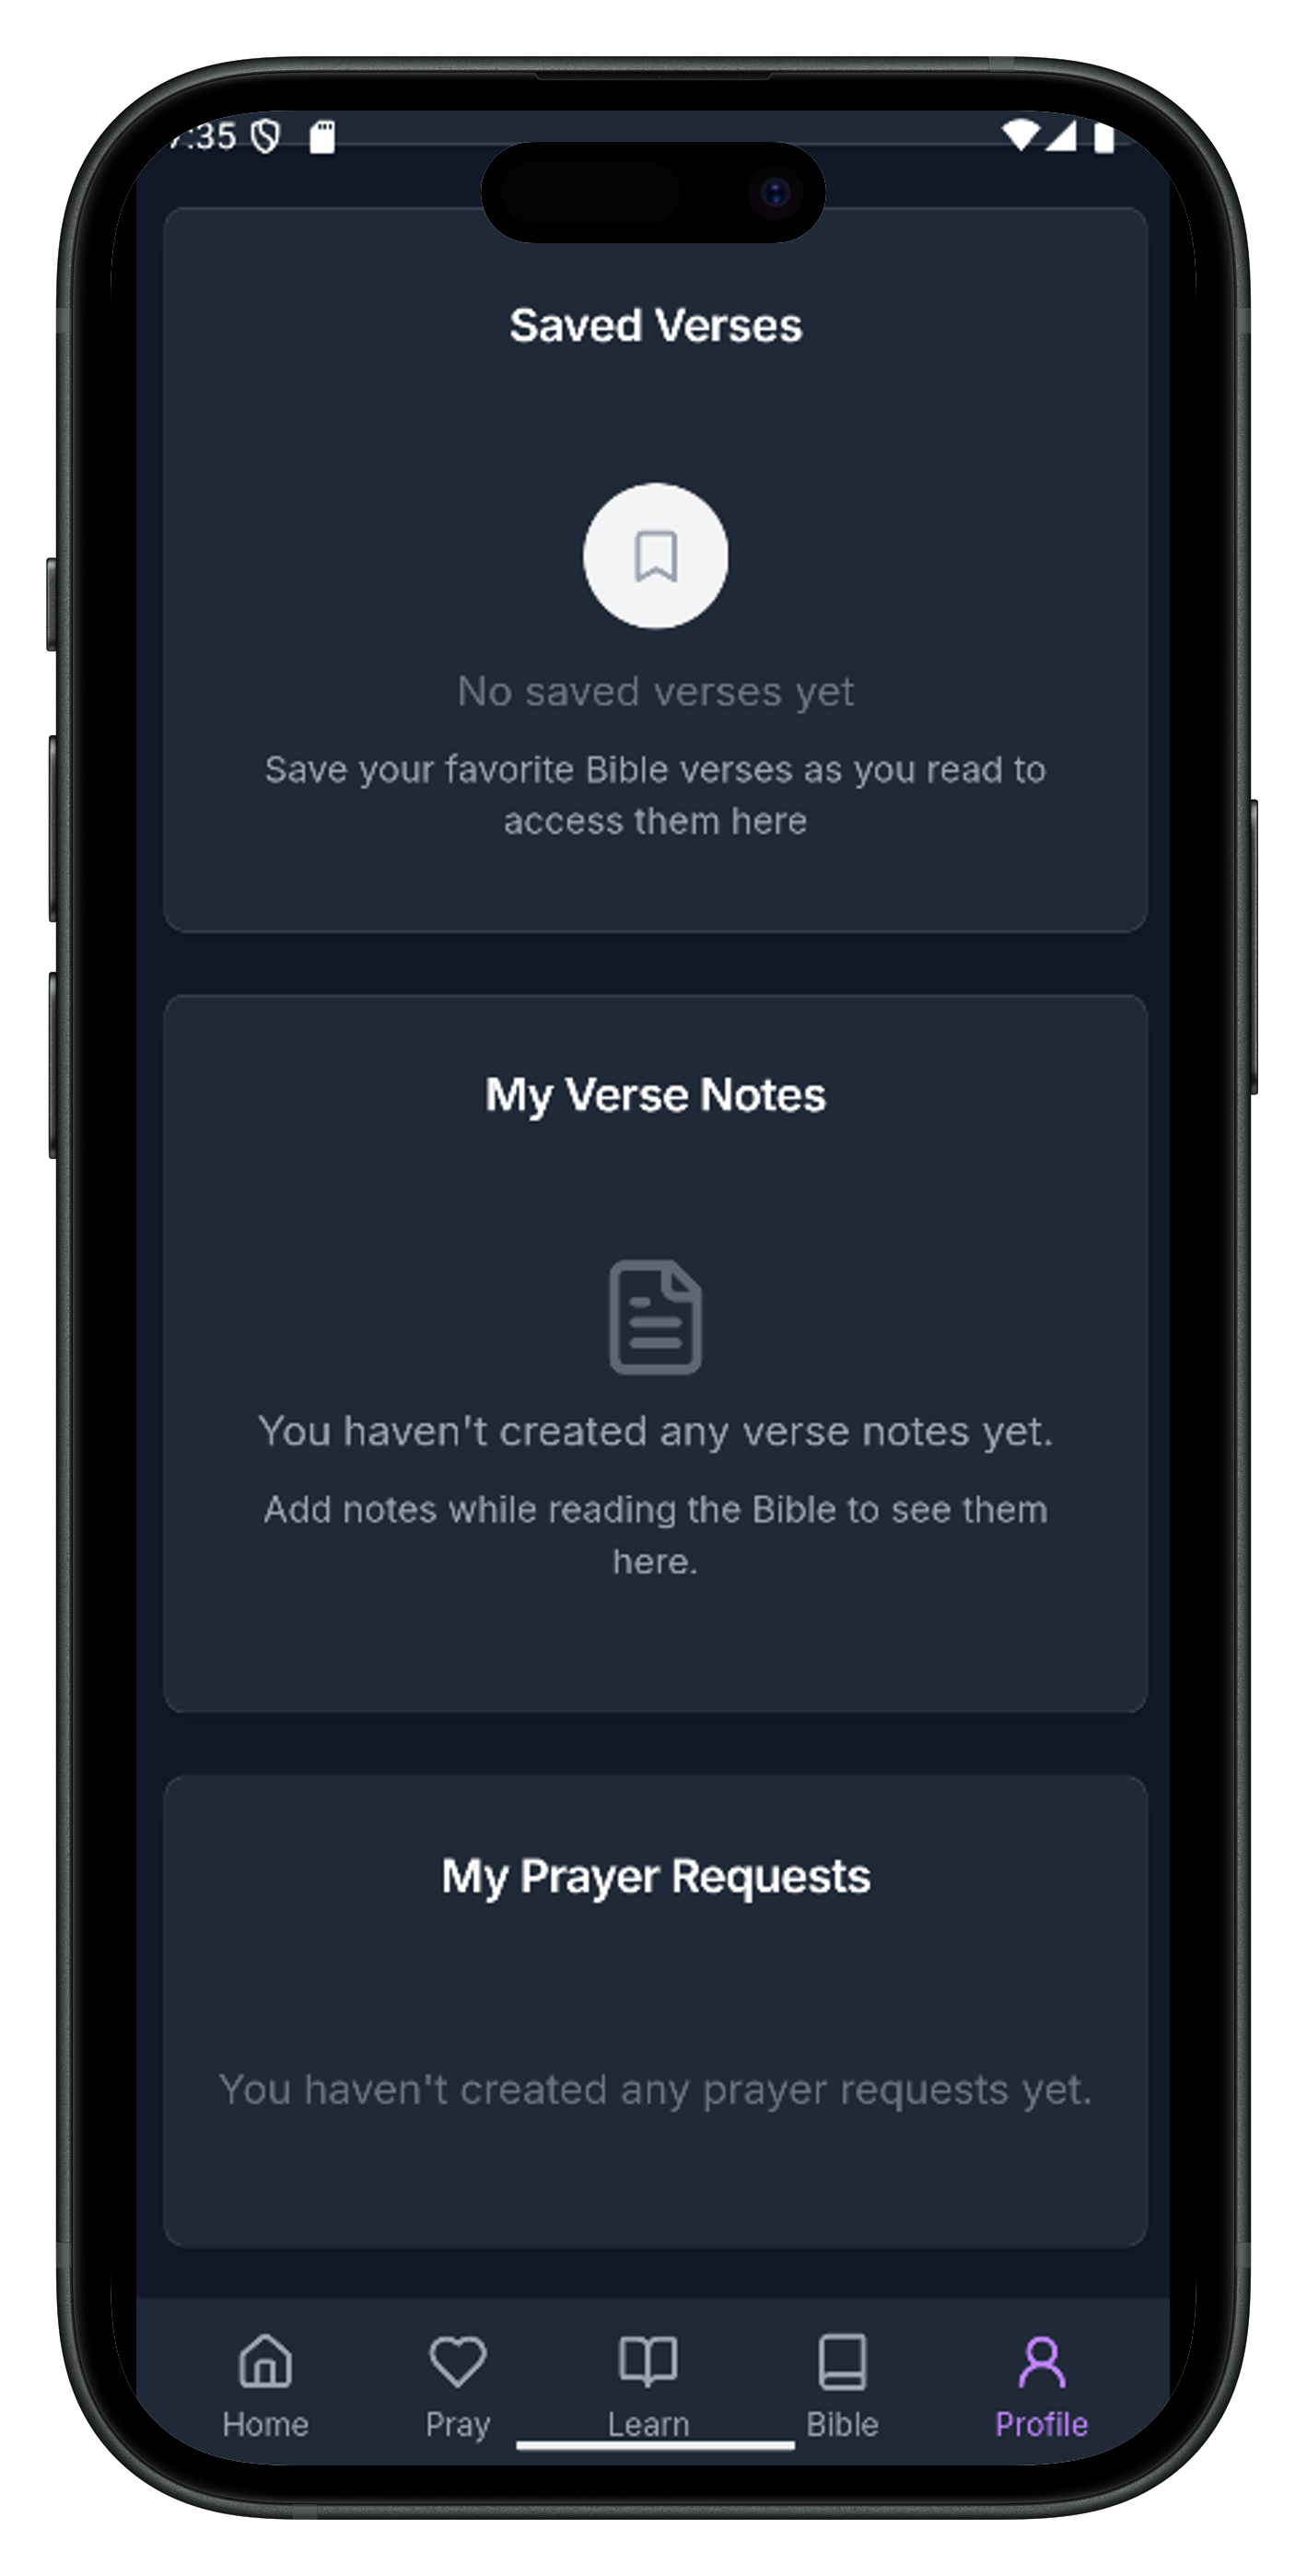 :35
Saved Verses
No saved verses yet
Save your favorite Bible verses as you read to
access them here
My Verse Notes
You haven't created any verse notes yet.
Add notes while reading the Bible to see them
here.
My Prayer Requests
You haven't created any prayer requests yet.
Home Pray Learn Bible Profile